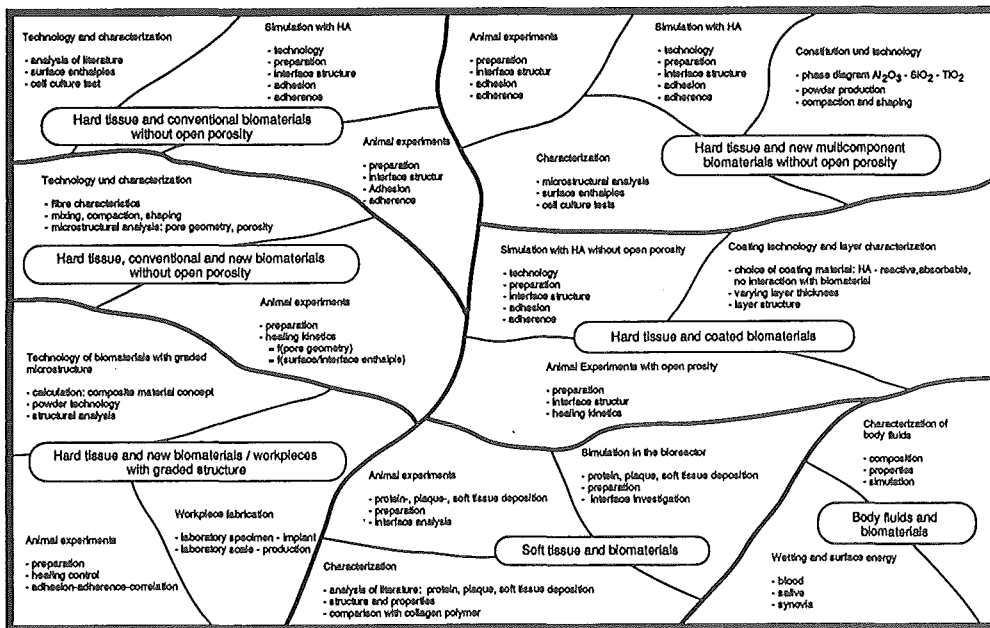 Technology and characterization
- analysis of literature
- surface enthalpies
- cell culture test
Simulation with HA
- technology
- preparation
- interface structure
- adhesion
- adherence
Hard tissue and conventional biomaterials
without open porosity
Animal experiments
- preparation
- interface structur
- Adhesion
- adherence
Animal experiments
- preparation
- interface structur
- adhesion
- adherence
Simulation with HA
- technology
- preparation
- interface structure
- adhesion
- adherence
Constitution und technology
- phase diagram Al₂O₃ - SiO₂ - TiO₂
- powder production
- compaction and shaping
Hard tissue and new multicomponent
biomaterials without open porosity
Characterization
- microstructural analysis
- surface enthalpies
- cell culture tests
Technology und characterization
- fibre characteristics
- mixing, compaction, shaping
- microstructural analysis: pore geometry, porosity
Hard tissue, conventional and new biomaterials
without open porosity
Animal experiments
- preparation
- healing kinetics
= f(pore geometry)
= f(surface/interface enthalpie)
Simulation with HA without open porosity
- technology
- preparation
- interface structure
- adhesion
- adherence
Coating technology and layer characterization
- choice of coating material: HA - reactive,absorbable,
no interaction with biomaterial
- varying layer thickness
- layer structure
Hard tissue and coated biomaterials
Animal Experiments with open prosity
- preparation
- interface structur
- healing kinetics
Technology of biomaterials with graded
microstructure
- calculation: composite material concept
- powder technology
- structural analysis
Hard tissue and new biomaterials / workpieces
with graded structure
Workpiece fabrication
- laboratory specimen - implant
- laboratory scale - production
Animal experiments
- preparation
- healing control
- adhesion-adherence-correlation
Animal experiments
- protein-, plaque-, soft tissue deposition
- preparation
- interface analysis
Simulation in the bioreactor
- protein, plaque, soft tissue deposition
- preparation
- interface investigation
Soft tissue and biomaterials
Characterization
- analysis of literature: protein, plaque, soft tissue deposition
- structure and properties
- comparison with collagen polymer
Characterization of
body fluids
- composition
- properties
- simulation
Body fluids and
biomaterials
Wetting and surface energy
- blood
- salive
- synovia